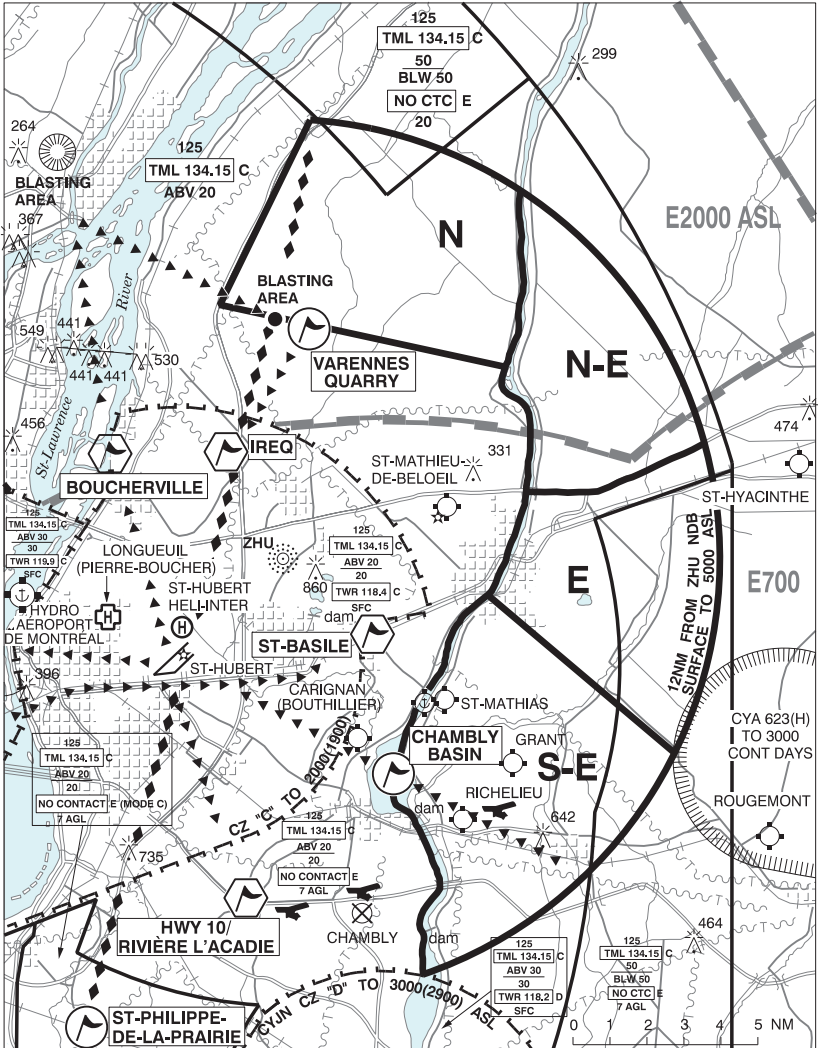 125
TML 134.15 C
50
BLW 50
NO CTC E
20
299
264
BLASTING
AREA
367
125
TML 134.15 C
ABV 20
N
E2000 ASL
River
BLASTING
AREA
549
441
530
441
441
VARENNES
QUARRY
N-E
456
St-Lawrence
IREQ
BOUCHERVILLE
331
474
ST-MATHIEU-
DE-BELOEIL
ST-HYACINTHE
125
TML 134.15 C
ABV 30
30
TWR 119.9 C
SFC
LONGUEUIL
(PIERRE-BOUCHER)
ZHU
860
125
TML 134.15 C
ABV 20
20
TWR 118.4 C
SFC
dam
E
E700
12NM FROM ZHU NDB
SURFACE TO 5000 ASL
HYDRO
AÉROPORT
DE MONTRÉAL
H
ST-HUBERT
HELI-INTER
H
ST-BASILE
ST-HUBERT
396
CARIGNAN
(BOUTHILLIER)
ST-MATHIAS
CHAMBLY
BASIN
GRANT
S-E
CYA 623(H)
TO 3000
CONT DAYS
ROUGEMONT
125
TML 134.15 C
ABV 20
20
NO CONTACT E (MODE C)
7 AGL
CZ "C" TO 2000(1900)
RICHELIEU
dam
642
735
125
TML 134.15 C
ABV 20
20
NO CONTACT E
7 AGL
HWY 10/
RIVIÈRE L'ACADIE
CHAMBLY
dam
464
125
TML 134.15 C
ABV 30
30
TWR 118.2 D
SFC
125
TML 134.15 C
50
BLW 50
NO CTC E
7 AGL
CYJN CZ "D" TO 3000(2900) ASL
ST-PHILIPPE-
DE-LA-PRAIRIE
0 1 2 3 4 5 NM